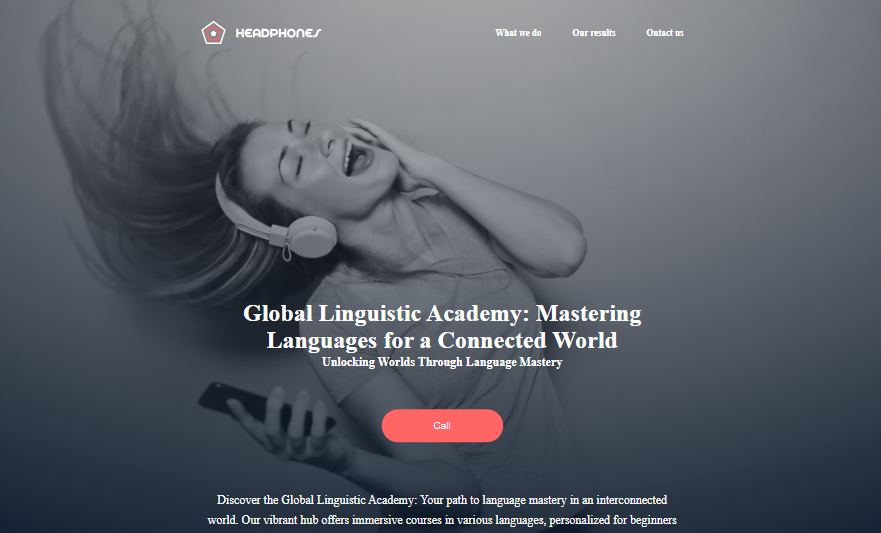 HEADPHONES
What we do
Our results
Ontact us
Global Linguistic Academy: Mastering
Languages for a Connected World
Unlocking Worlds Through Language Mastery
Call
Discover the Global Linguistic Academy: Your path to language mastery in an interconnected
world. Our vibrant hub offers immersive courses in various languages, personalized for beginners